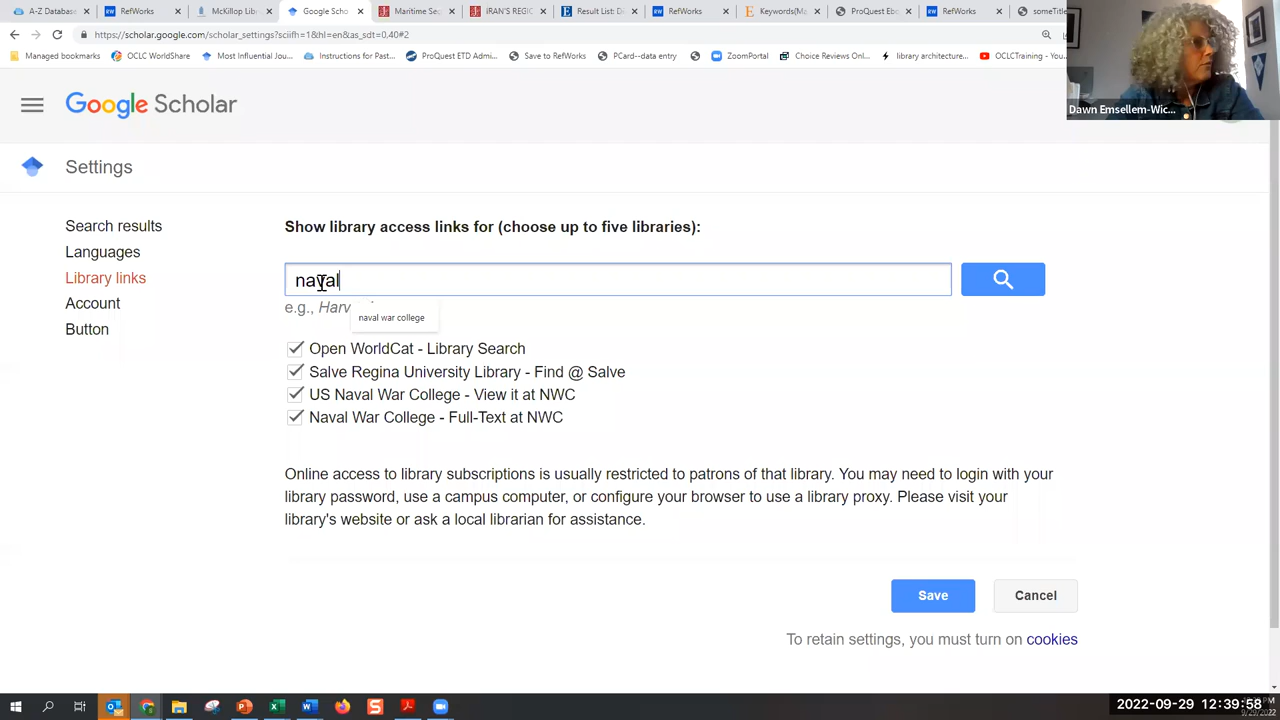 A-Z Database
RefWorks
McKillop Libr
Google Scho
Maritime Seg
IRAN'S REGIC
Result List: Di
RefWorks
Keywords(Ma
ProQuest Eb
RefWorks
someTitle
https://scholar.google.com/scholar_settings?sciifh=1&hl=en&as_sdt=0,40#2
Managed bookmarks
OCLC WorldShare
Most Influential Jou...
Instructions for Past...
ProQuest ETD Admi...
Save to RefWorks
PCard--data entry
ZoomPortal
Choice Reviews Onl...
library architecture...
OCLCTraining - You
Dawn Emsellem-Wic...
Google Scholar
Settings
Search results
Languages
Library links
Account
Button
Show library access links for (choose up to five libraries):
naval
e.g., Harv
naval war college
Open WorldCat - Library Search
Salve Regina University Library - Find @ Salve
US Naval War College - View it at NWC
Naval War College - Full-Text at NWC
Online access to library subscriptions is usually restricted to patrons of that library. You may need to login with your
library password, use a campus computer, or configure your browser to use a library proxy. Please visit your
library's website or ask a local librarian for assistance.
Save
Cancel
To retain settings, you must turn on cookies
2022-09-29 12:39:58